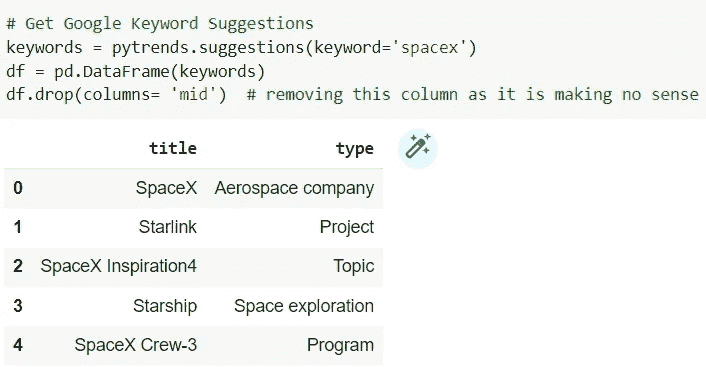 # Get Google Keyword Suggestions
keywords = pytrends.suggestions(keyword='spacex')
df = pd.DataFrame(keywords)
df.drop(columns= 'mid')  # removing this column as it is making no sense
title type
0 SpaceX Aerospace company
1 Starlink Project
2 SpaceX Inspiration4 Topic
3 Starship Space exploration
4 SpaceX Crew-3 Program